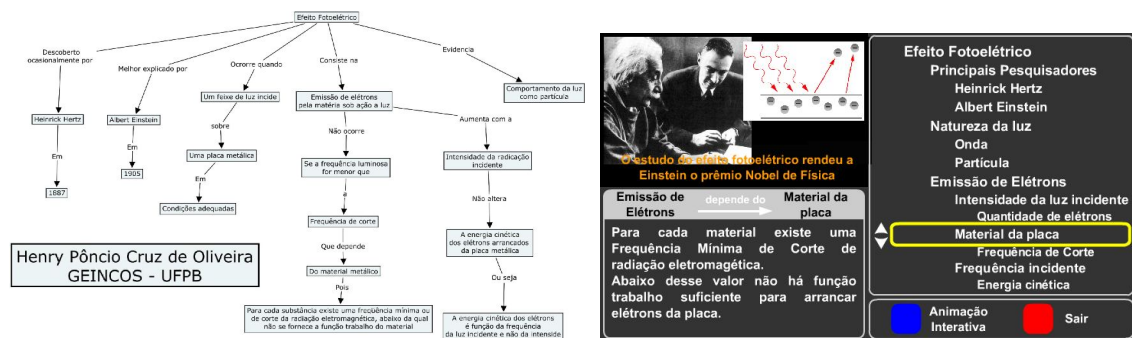 Efeito Fotoelétrico
Descoberto
ocasionalmente por
Melhor explicado por
Ocrorre quando
Consiste na
Evidencia
Heinrick Hertz
Albert Einstein
Um feixe de luz incide
Emissão de elétrons
pela matéria sob ação a luz
Comportamento da luz
como partícula
Em
1887
Em
1905
sobre
Uma placa metálica
Em
Condições adequadas
Não ocorre
Se a frequência luminosa
for menor que
a
Frequência de corte
Que depende
Do material metálico
Pois
Para cada substância existe uma freqüência mínima ou
de corte da radiação eletromagnética, abaixo da qual
não se fornece a função trabalho do material
Aumenta com a
Intensidade da radicação
incidente
Não altera
A energia cinética
dos elétrons arrancados
da placa metálica
Ou seja
A energia cinética dos elétrons
é função da frequência
da luz incidente e não da intenside
Henry Pôncio Cruz de Oliveira
GEINCOS - UFPB
O estudo do efeito fotoelétrico rendeu a
Einstein o prêmio Nobel de Física
Emissão de
Elétrons
depende do
Material da
placa
Para cada material existe uma
Frequência Mínima de Corte de
radiação eletromagética.
Abaixo desse valor não há função
trabalho suficiente para arrancar
elétrons da placa.
Efeito Fotoelétrico
Principais Pesquisadores
Heinrick Hertz
Albert Einstein
Natureza da luz
Onda
Partícula
Emissão de Elétrons
Intensidade da luz incidente
Quantidade de elétrons
Material da placa
Frequência de Corte
Frequência incidente
Energia cinética
Animação
Interativa
Sair